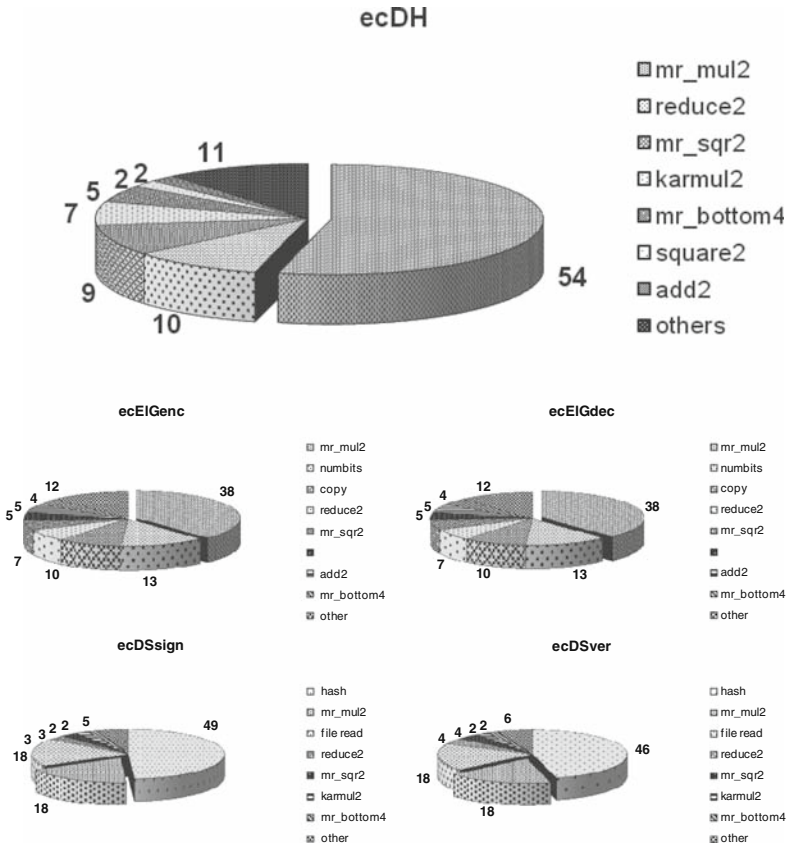 ecDH
mr_mul2
reduce2
mr_sqr2
karmul2
mr_bottom4
square2
add2
others
54
10
9
7
5
2
2
11
ecElGenc
mr_mul2
numbits
copy
reduce2
mr_sqr2
add2
mr_bottom4
other
38
13
10
7
5
5
4
12
ecElGdec
mr_mul2
numbits
copy
reduce2
mr_sqr2
add2
mr_bottom4
other
38
13
10
7
5
5
4
12
ecDSsign
hash
mr_mul2
file read
reduce2
mr_sqr2
karmul2
mr_bottom4
other
49
18
18
3
3
2
2
5
ecDSver
hash
mr_mul2
file read
reduce2
mr_sqr2
karmul2
mr_bottom4
other
46
18
18
4
4
2
2
6